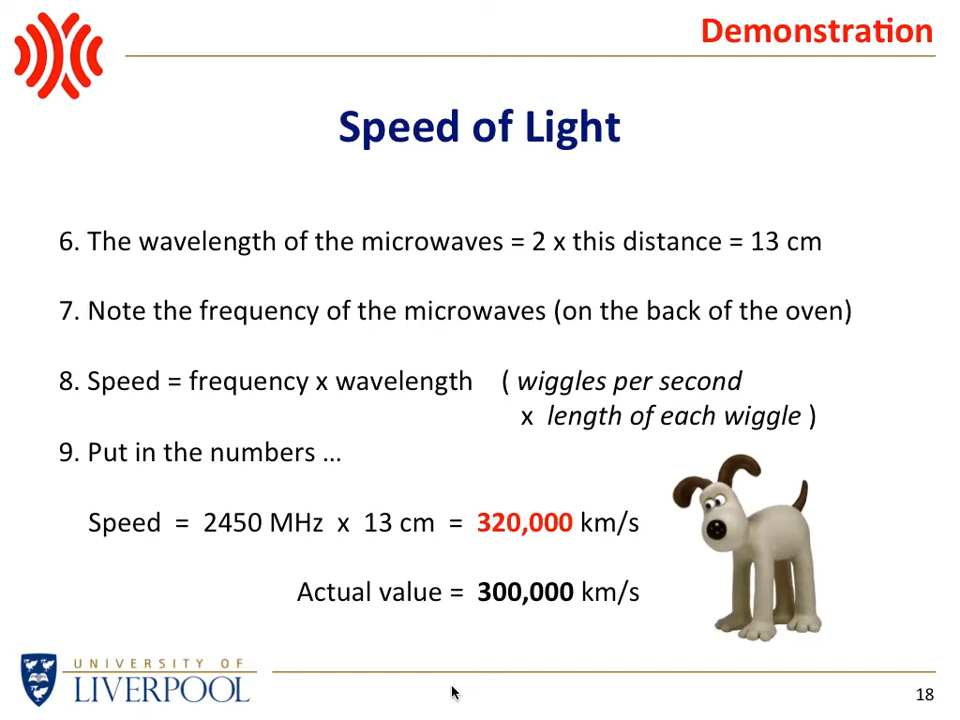 Demonstration
Speed of Light
6. The wavelength of the microwaves = 2 x this distance = 13 cm
7. Note the frequency of the microwaves (on the back of the oven)
8. Speed = frequency x wavelength ( wiggles per second
x length of each wiggle )
9. Put in the numbers …
Speed = 2450 MHz x 13 cm = 320,000 km/s
Actual value = 300,000 km/s
UNIVERSITY OF
LIVERPOOL
18